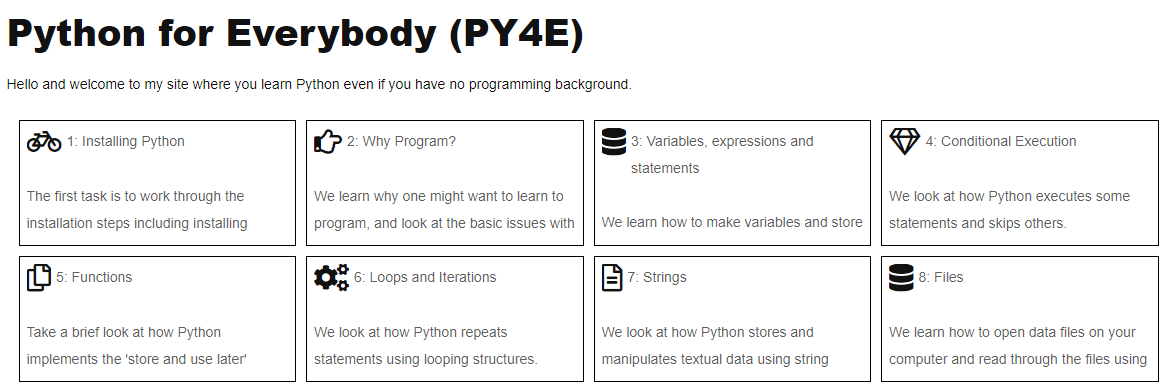 Python for Everybody (PY4E)
Hello and welcome to my site where you learn Python even if you have no programming background.
1: Installing Python
The first task is to work through the
installation steps including installing
2: Why Program?
We learn why one might want to learn to
program, and look at the basic issues with
3: Variables, expressions and
statements
We learn how to make variables and store
4: Conditional Execution
We look at how Python executes some
statements and skips others.
5: Functions
Take a brief look at how Python
implements the 'store and use later'
6: Loops and Iterations
We look at how Python repeats
statements using looping structures.
7: Strings
We look at how Python stores and
manipulates textual data using string
8: Files
We learn how to open data files on your
computer and read through the files using